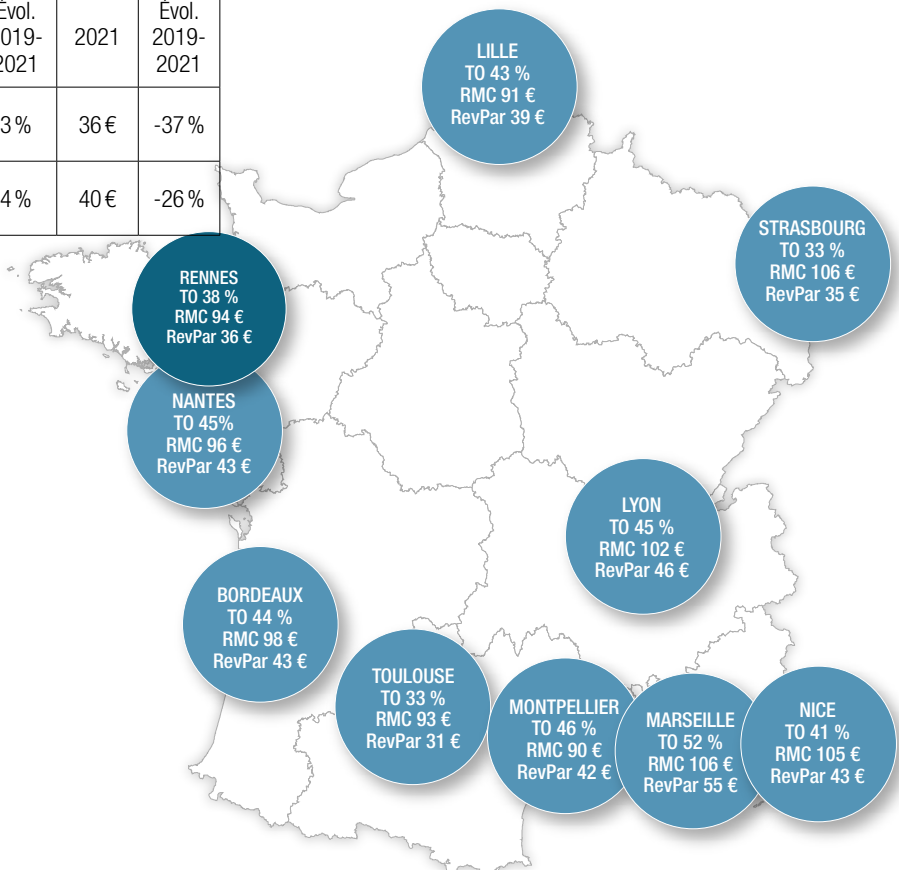 Évol.
2019-
2021
2021
Évol.
2019-
2021
3 %
36 €
-37 %
4 %
40 €
-26 %
LILLE
TO 43 %
RMC 91 €
RevPar 39 €
STRASBOURG
TO 33 %
RMC 106 €
RevPar 35 €
RENNES
TO 38 %
RMC 94 €
RevPar 36 €
NANTES
TO 45%
RMC 96 €
RevPar 43 €
LYON
TO 45 %
RMC 102 €
RevPar 46 €
BORDEAUX
TO 44 %
RMC 98 €
RevPar 43 €
TOULOUSE
TO 33 %
RMC 93 €
RevPar 31 €
MONTPELLIER
TO 46 %
RMC 90 €
RevPar 42 €
MARSEILLE
TO 52 %
RMC 106 €
RevPar 55 €
NICE
TO 41 %
RMC 105 €
RevPar 43 €